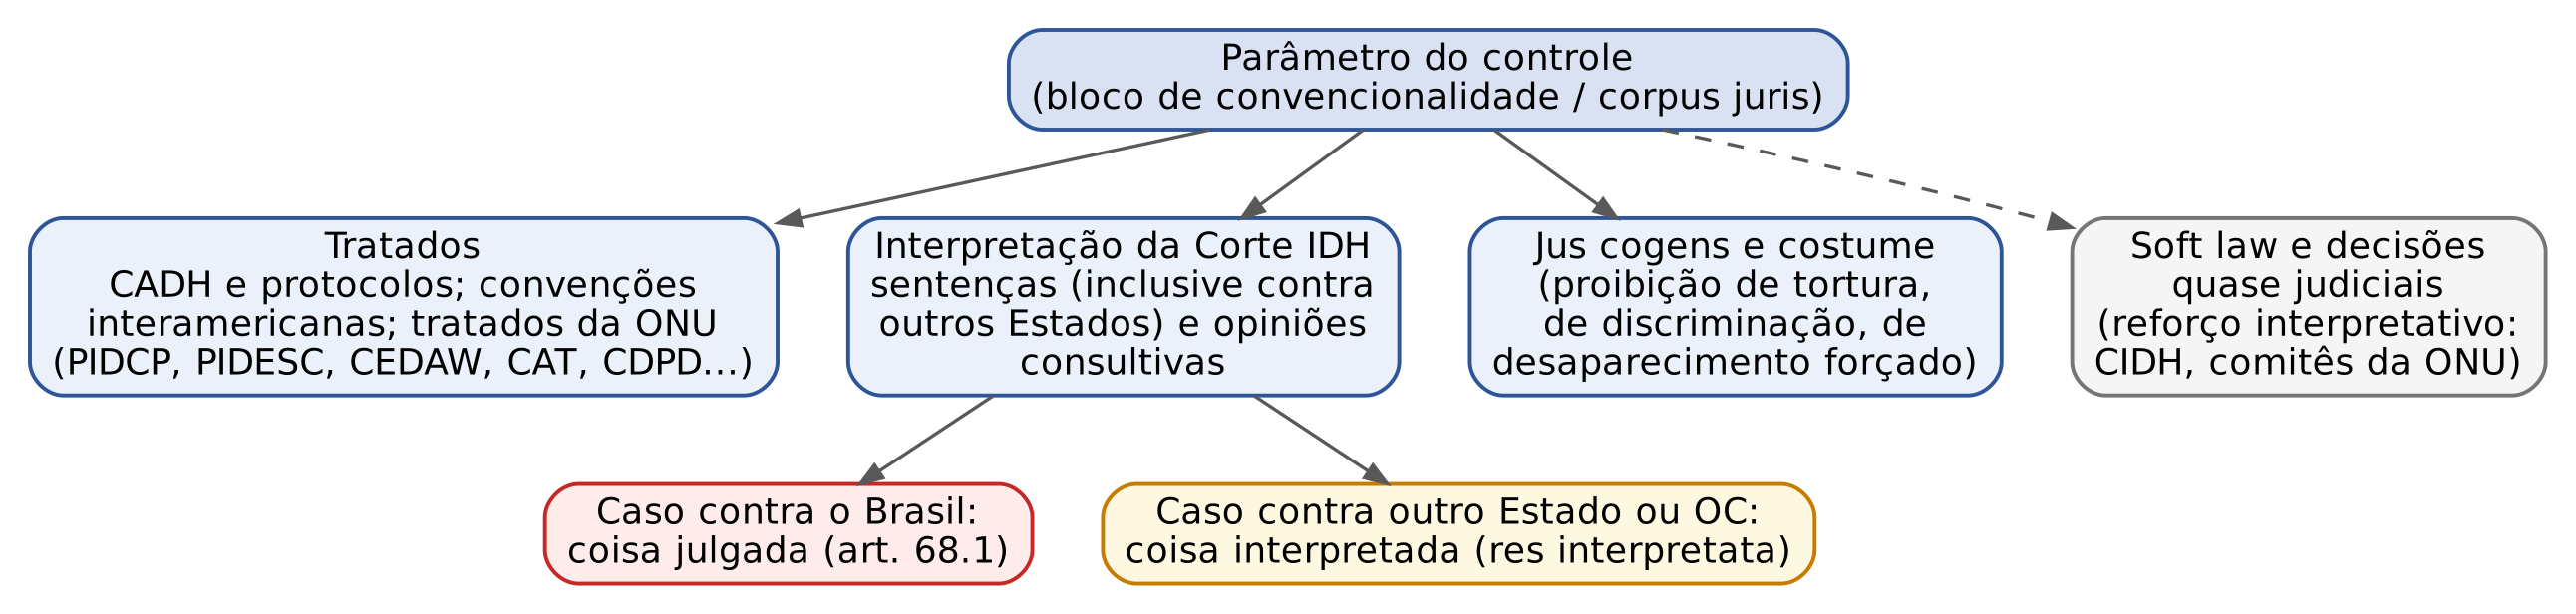 Parâmetro do controle
(bloco de convencionalidade / corpus juris)
Tratados
CADH e protocolos; convenções
interamericanas; tratados da ONU
(PIDCP, PIDESC, CEDAW, CAT, CDPD...)
Interpretação da Corte IDH
sentenças (inclusive contra
outros Estados) e opiniões
consultivas
Jus cogens e costume
(proibição de tortura,
de discriminação, de
desaparecimento forçado)
Soft law e decisões
quase judiciais
(reforço interpretativo:
CIDH, comitês da ONU)
Caso contra o Brasil:
coisa julgada (art. 68.1)
Caso contra outro Estado ou OC:
coisa interpretada (res interpretata)